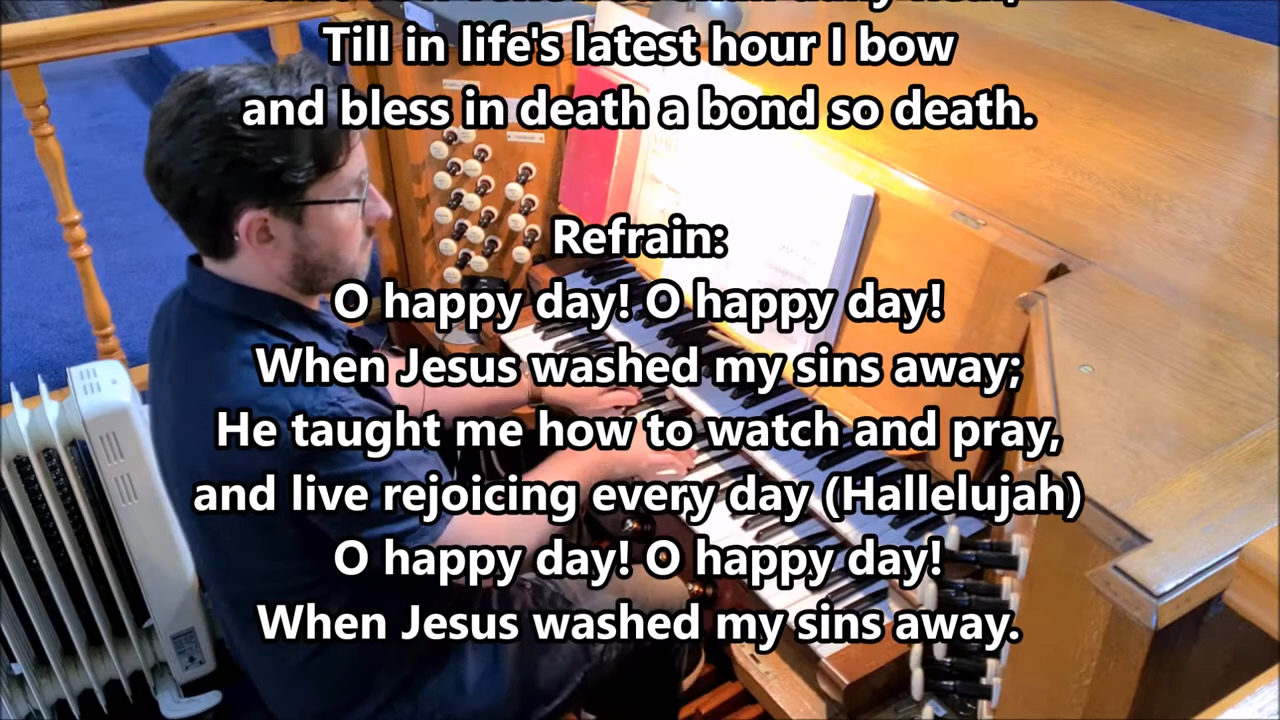 Till in life's latest hour I bow
and bless in death a bond so death.
Refrain:
O happy day! O happy day!
When Jesus washed my sins away;
He taught me how to watch and pray,
and live rejoicing every day (Hallelujah)
O happy day! O happy day!
When Jesus washed my sins away.